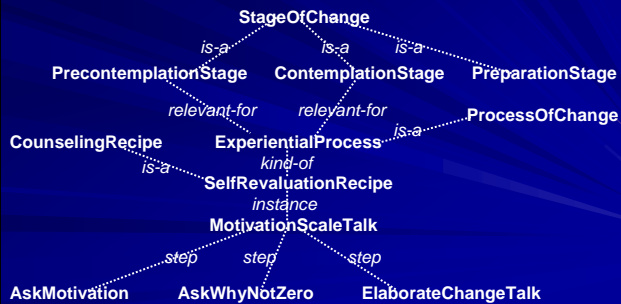 StageOfChange
is-a is-a is-a
PrecontemplationStage ContemplationStage PreparationStage
relevant-for relevant-for
ProcessOfChange
is-a
CounselingRecipe ExperientialProcess
is-a kind-of
SelfRevaluationRecipe
instance
MotivationScaleTalk
step step step
AskMotivation AskWhyNotZero ElaborateChangeTalk